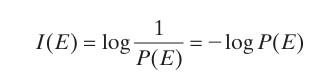 I(E) = log 1/P(E) = −log P(E)